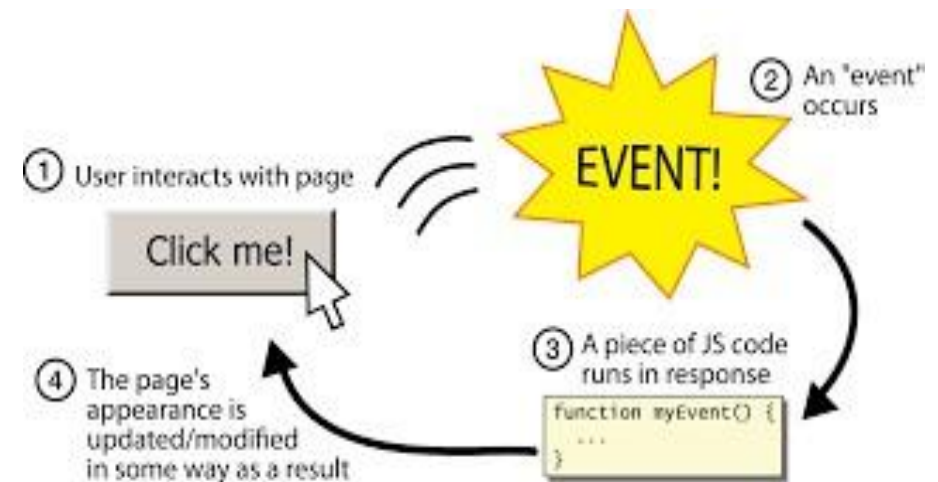 1 User interacts with page
Click me!
EVENT!
2 An "event"
occurs
3 A piece of JS code
runs in response
function myEvent() {
...
}
4 The page's
appearance is
updated/modified
in some way as a result